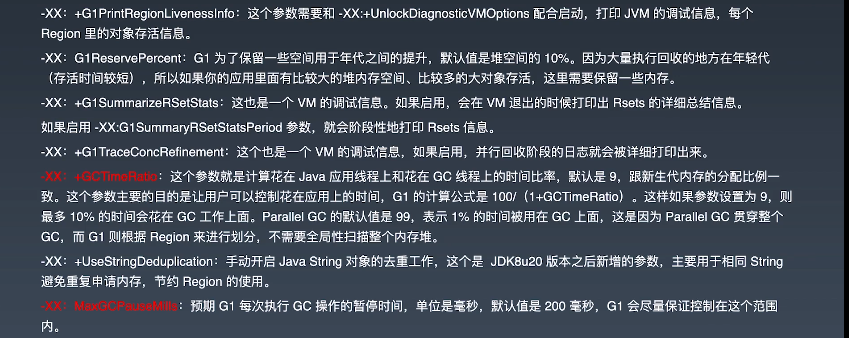 -XX：+G1PrintRegionLivenessInfo：这个参数需要和 -XX:+UnlockDiagnosticVMOptions 配合启动，打印 JVM 的调试信息，每个
Region 里的对象存活信息。
-XX：G1ReservePercent：G1 为了保留一些空间用于年代之间的提升，默认值是堆空间的 10%。因为大量执行回收的地方在年轻代
（存活时间较短），所以如果你的应用里面有比较大的堆内存空间、比较多的大对象存活，这里需要保留一些内存。
-XX：+G1SummarizeRSetStats：这也是一个 VM 的调试信息。如果启用，会在 VM 退出的时候打印出 Rsets 的详细总结信息。
如果启用 -XX:G1SummaryRSetStatsPeriod 参数，就会阶段性地打印 Rsets 信息。
-XX：+G1TraceConcRefinement：这个也是一个 VM 的调试信息，如果启用，并行回收阶段的日志就会被详细打印出来。
-XX：+GCTimeRatio：这个参数就是计算花在 Java 应用线程上和花在 GC 线程上的时间比率，默认是 9，跟新生代内存的分配比例一
致。这个参数主要的目的是让用户可以控制花在应用上的时间，G1 的计算公式是 100/（1+GCTimeRatio）。这样如果参数设置为 9，则
最多 10% 的时间会花在 GC 工作上面。Parallel GC 的默认值是 99，表示 1% 的时间被用在 GC 上面，这是因为 Parallel GC 贯穿整个
GC，而 G1 则根据 Region 来进行划分，不需要全局性扫描整个内存堆。
-XX：+UseStringDeduplication：手动开启 Java String 对象的去重工作，这个是 JDK8u20 版本之后新增的参数，主要用于相同 String
避免重复申请内存，节约 Region 的使用。
-XX：MaxGCPauseMills：预期 G1 每次执行 GC 操作的暂停时间，单位是毫秒，默认值是 200 毫秒，G1 会尽量保证控制在这个范围
内。